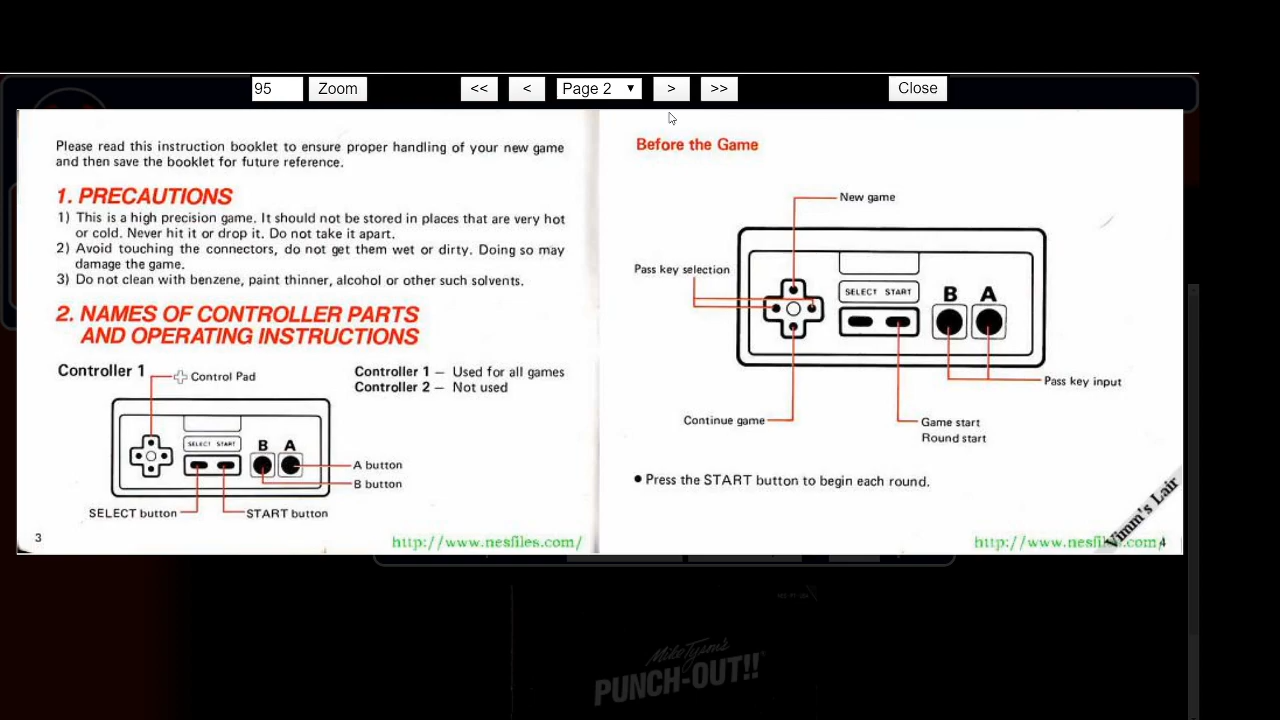 95 Zoom << < Page 2 > >> Close
Please read this instruction booklet to ensure proper handling of your new game
and then save the booklet for future reference.
1. PRECAUTIONS
1) This is a high precision game. It should not be stored in places that are very hot
or cold. Never hit it or drop it. Do not take it apart.
2) Avoid touching the connectors, do not get them wet or dirty. Doing so may
damage the game.
3) Do not clean with benzene, paint thinner, alcohol or other such solvents.
2. NAMES OF CONTROLLER PARTS
AND OPERATING INSTRUCTIONS
Controller 1
Control Pad
Controller 1 — Used for all games
Controller 2 — Not used
SELECT START
B A
A button
B button
SELECT button
START button
3
http://www.nesfiles.com/
Before the Game
New game
Pass key selection
SELECT START
B A
Pass key input
Continue game
Game start
Round start
• Press the START button to begin each round.
Vimm's Lair
http://www.nesfil .com/
4
Mike Tyson's
PUNCH-OUT!!